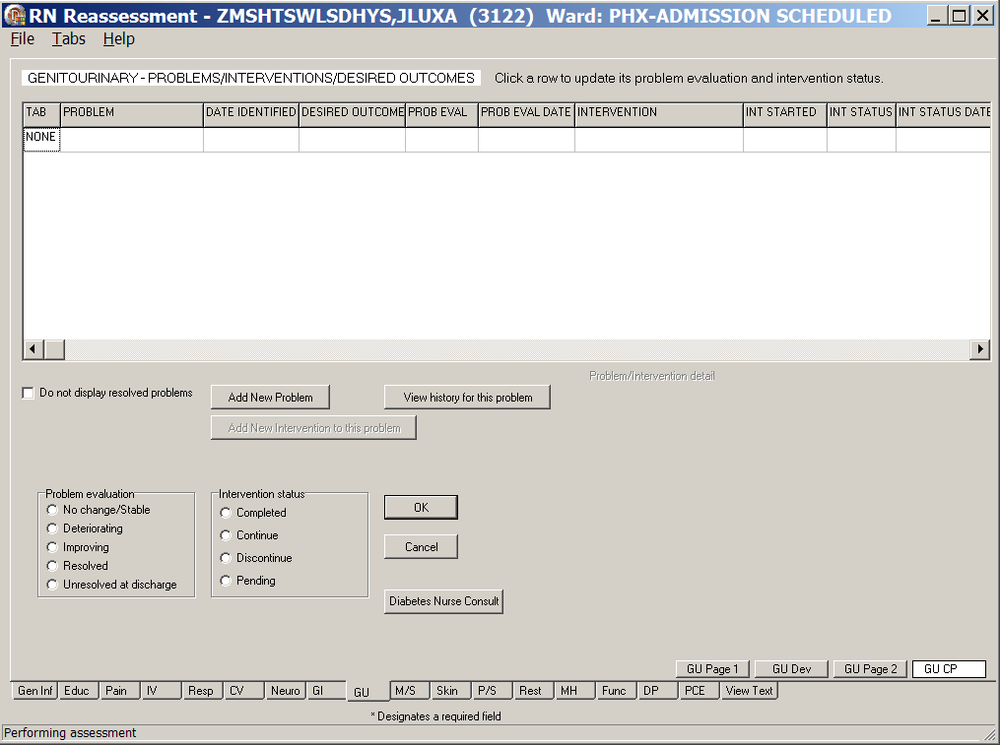 RN Reassessment - ZMSHTSWLSDHYS,JLUXA (3122) Ward: PHX-ADMISSION SCHEDULED
File Tabs Help
GENITOURINARY - PROBLEMS/INTERVENTIONS/DESIRED OUTCOMES Click a row to update its problem evaluation and intervention status.
TAB PROBLEM DATE IDENTIFIED DESIRED OUTCOME PROB EVAL PROB EVAL DATE INTERVENTION INT STARTED INT STATUS INT STATUS DATE
NONE
Problem/Intervention detail
Do not display resolved problems Add New Problem View history for this problem
Add New Intervention to this problem
Problem evaluation
No change/Stable
Deteriorating
Improving
Resolved
Unresolved at discharge
Intervention status
Completed
Continue
Discontinue
Pending
OK
Cancel
Diabetes Nurse Consult
GU Page 1 GU Dev GU Page 2 GU CP
Gen Inf Educ Pain IV Resp CV Neuro GI GU M/S Skin P/S Rest MH Func DP PCE View Text
* Designates a required field
Performing assessment